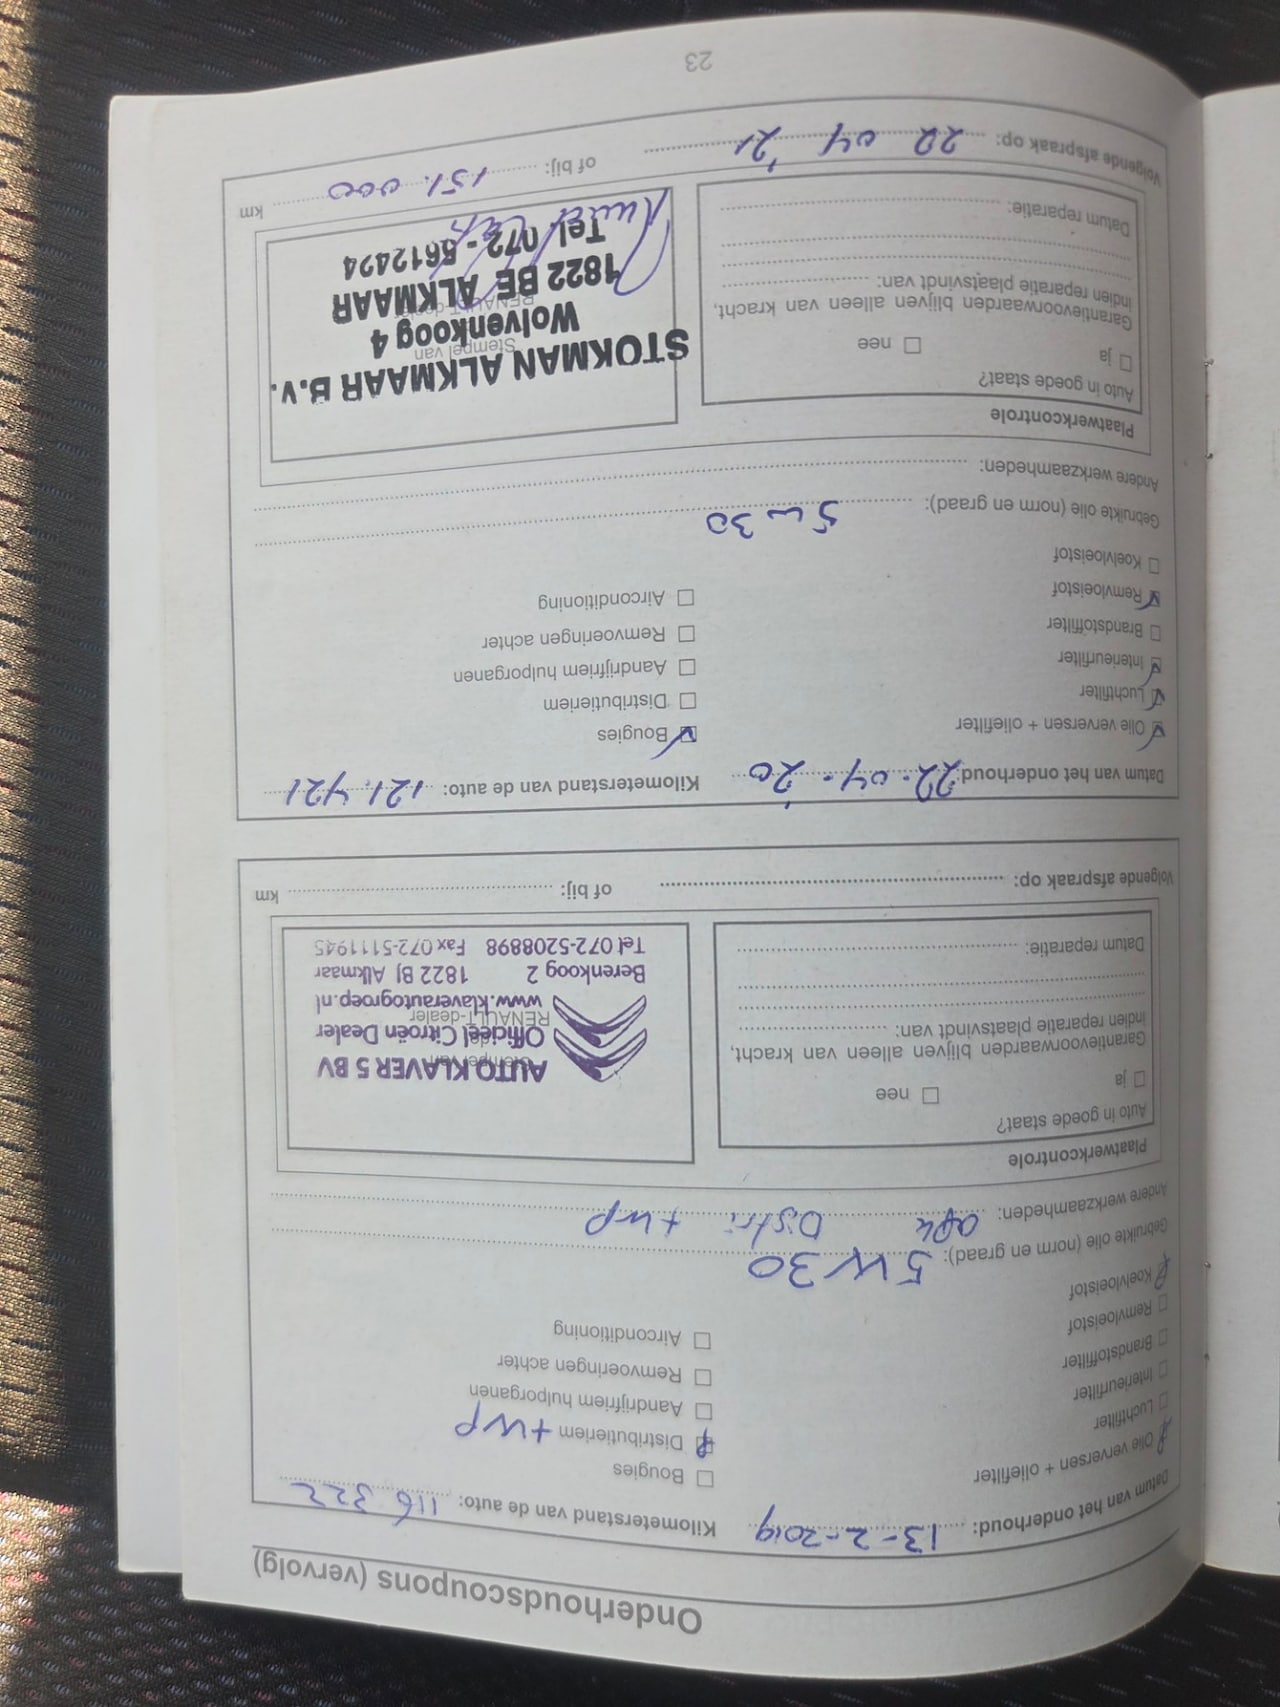 Onderhoudscoupons (vervolg)
Datum van het onderhoud: 13-2-2019 Kilometerstand van de auto: 116 322
Olie verversen + oliefilter
Luchtfilter
Interieurfilter
Brandstoffilter
Remvloeistof
Koelvloeistof
Bougies
Distributieriem +wp
Aandrijfriem hulporganen
Remvoeringen achter
Airconditioning
Gebruikte olie (norm en graad): 5W30
Andere werkzaamheden: apk Distri + wp
Plaatwerkcontrole
Auto in goede staat?
ja nee
Garantievoorwaarden blijven alleen van kracht,
indien reparatie plaatsvindt van:
Datum reparatie:
Stempel van de
RENAULT-dealer
AUTO KLAVER 5 BV
Officieel Citroën Dealer
www.klaverautogroep.nl
Berenkoog 2 1822 BJ Alkmaar
Tel 072-5208898 Fax 072-5111945
Volgende afspraak op: of bij: km
Datum van het onderhoud: 22-04-'20 Kilometerstand van de auto: 121.421
Olie verversen + oliefilter
Luchtfilter
Interieurfilter
Brandstoffilter
Remvloeistof
Koelvloeistof
Bougies
Distributieriem
Aandrijfriem hulporganen
Remvoeringen achter
Airconditioning
Gebruikte olie (norm en graad): 5w30
Andere werkzaamheden:
Plaatwerkcontrole
Auto in goede staat?
ja nee
Garantievoorwaarden blijven alleen van kracht,
indien reparatie plaatsvindt van:
Datum reparatie:
Stempel van
RENAULT-dealer
STOKMAN ALKMAAR B.V.
Wolvenkoog 4
1822 BE ALKMAAR
Tel. 072 - 5612424
Volgende afspraak op: 22 04 '21 of bij: 151.000 km
23